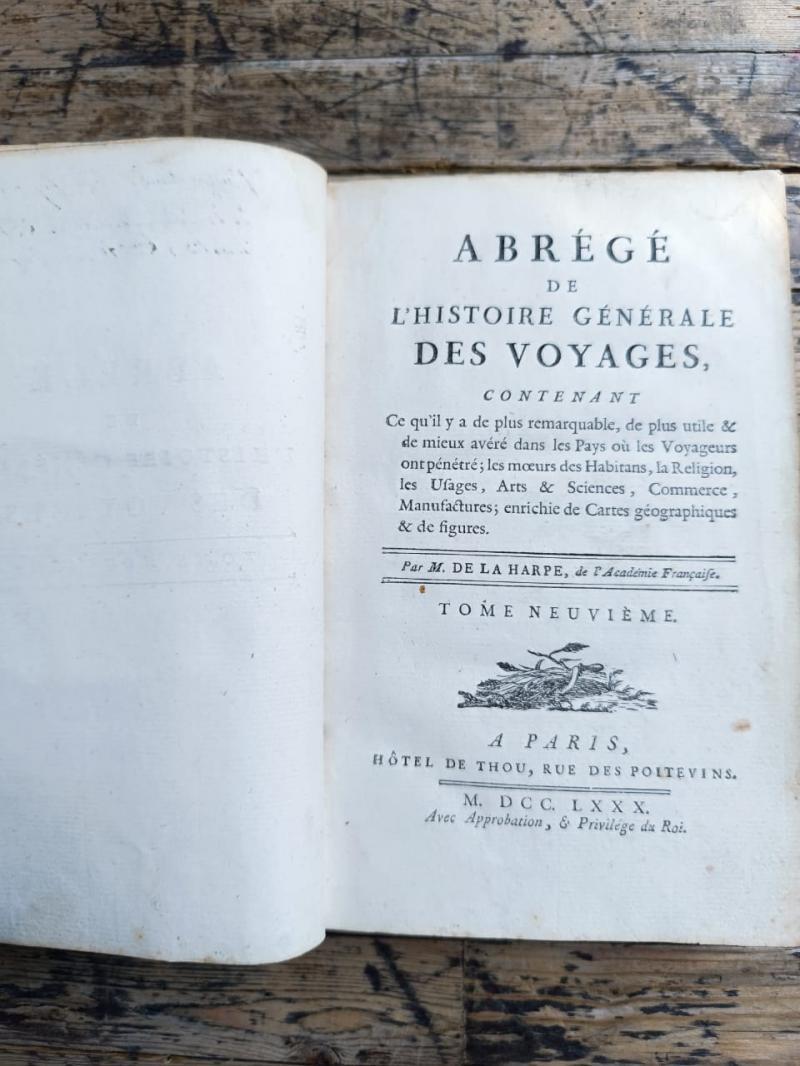 ABRÉGÉ
DE
L'HISTOIRE GÉNÉRALE
DES VOYAGES,
CONTENANT
Ce qu'il y a de plus remarquable, de plus utile &
de mieux avéré dans les Pays où les Voyageurs
ont pénétré; les mœurs des Habitans, la Religion,
les Uſages, Arts & Sciences, Commerce,
Manufactures; enrichie de Cartes géographiques
& de figures.
Par M. DE LA HARPE, de l'Académie Françaiſe.
TOME NEUVIÈME.
A PARIS,
HÔTEL DE THOU, RUE DES POITEVINS.
M. DCC. LXXX.
Avec Approbation, & Privilége du Roi.